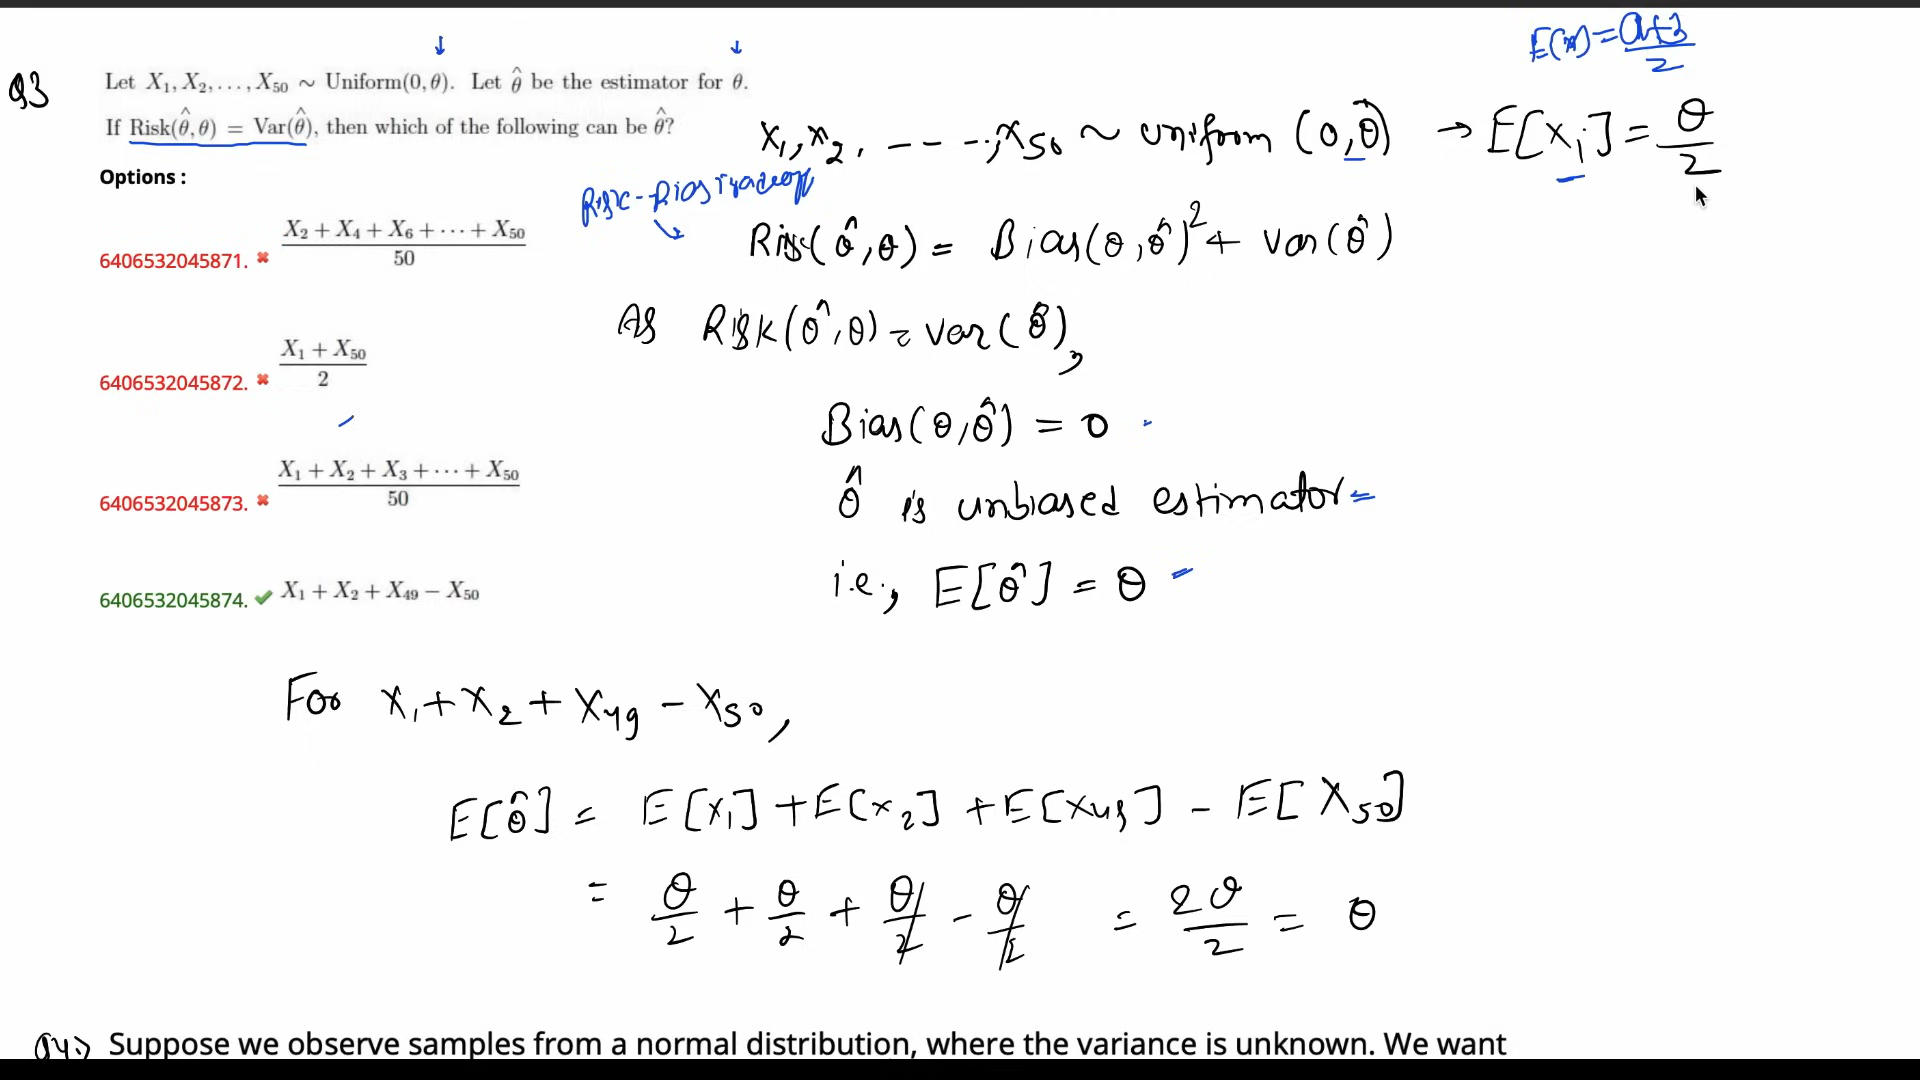 E(x) = a+b / 2
Q3
Let X₁, X₂, . . . , X₅₀ ∼ Uniform(0, θ). Let θ̂ be the estimator for θ.
If Risk(θ̂, θ) = Var(θ̂), then which of the following can be θ̂?
X₁, X₂, - - - -, X₅₀ ~ uniform (0, θ) → E[Xᵢ] = θ/2
Options :
6406532045871. ✖ (X₂ + X₄ + X₆ + ⋯ + X₅₀) / 50
Risk(θ̂, θ) = Bias(θ, θ̂)² + Var(θ̂)
As Risk(θ̂, θ) = Var(θ̂),
6406532045872. ✖ (X₁ + X₅₀) / 2
Bias(θ, θ̂) = 0
6406532045873. ✖ (X₁ + X₂ + X₃ + ⋯ + X₅₀) / 50
θ̂ is unbiased estimator
i.e., E[θ̂] = θ
6406532045874. ✔ X₁ + X₂ + X₄₉ − X₅₀
For X₁ + X₂ + X₄₉ − X₅₀,
E[θ̂] = E[X₁] + E[X₂] + E[X₄₉] − E[X₅₀]
= θ/2 + θ/2 + θ/2 − θ/2 = 2θ/2 = θ
Q4:> Suppose we observe samples from a normal distribution, where the variance is unknown. We want